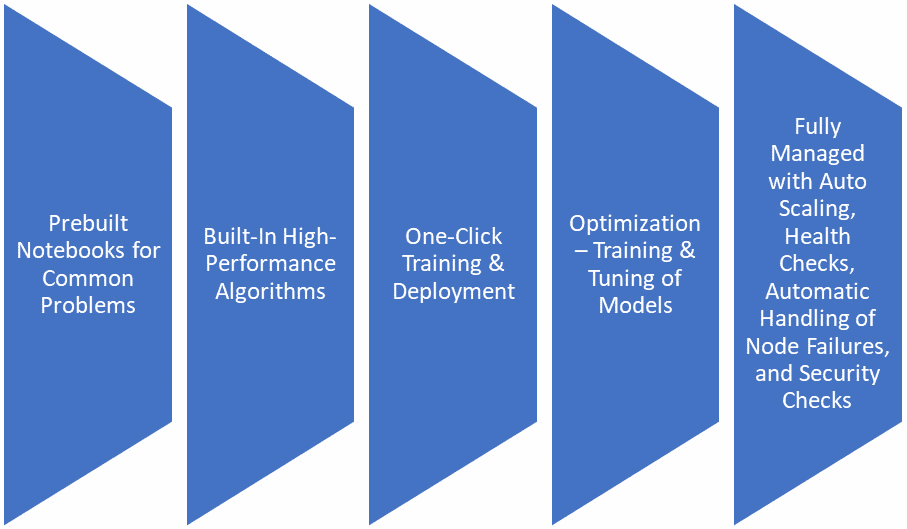 Prebuilt
Notebooks for
Common
Problems
Built-In High-
Performance
Algorithms
One-Click
Training &
Deployment
Optimization
– Training &
Tuning of
Models
Fully
Managed
with Auto
Scaling,
Health
Checks,
Automatic
Handling of
Node Failures,
and Security
Checks